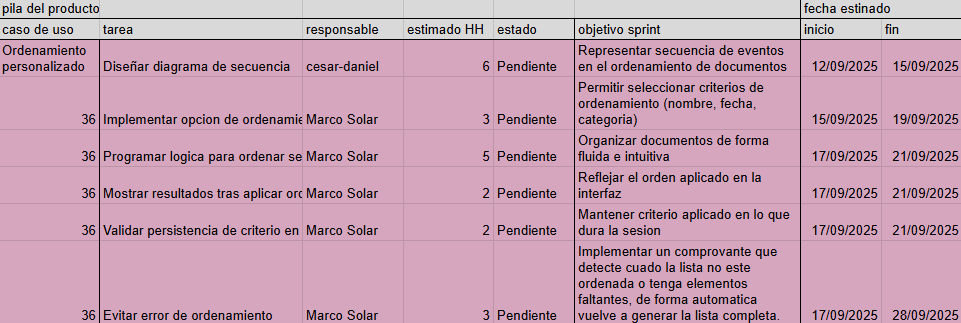 pila del producto fecha estinado
caso de uso tarea responsable estimado HH estado objetivo sprint inicio fin
Ordenamiento personalizado Diseñar diagrama de secuencia cesar-daniel 6 Pendiente Representar secuencia de eventos en el ordenamiento de documentos 12/09/2025 15/09/2025
36 Implementar opcion de ordenamie Marco Solar 3 Pendiente Permitir seleccionar criterios de ordenamiento (nombre, fecha, categoria) 15/09/2025 19/09/2025
36 Programar logica para ordenar se Marco Solar 5 Pendiente Organizar documentos de forma fluida e intuitiva 17/09/2025 21/09/2025
36 Mostrar resultados tras aplicar ord Marco Solar 2 Pendiente Reflejar el orden aplicado en la interfaz 17/09/2025 21/09/2025
36 Validar persistencia de criterio en Marco Solar 2 Pendiente Mantener criterio aplicado en lo que dura la sesion 17/09/2025 21/09/2025
36 Evitar error de ordenamiento Marco Solar 3 Pendiente Implementar un comprovante que detecte cuado la lista no este ordenada o tenga elementos faltantes, de forma automatica vuelve a generar la lista completa. 17/09/2025 28/09/2025